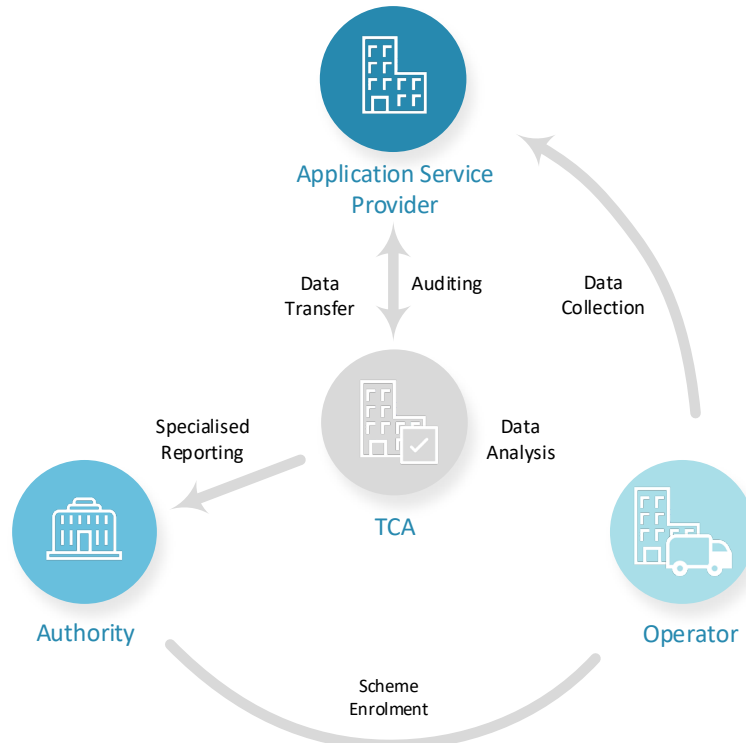 Application Service
Provider
Data
Transfer
Auditing
Data
Collection
Specialised
Reporting
Data
Analysis
TCA
Authority
Operator
Scheme
Enrolment